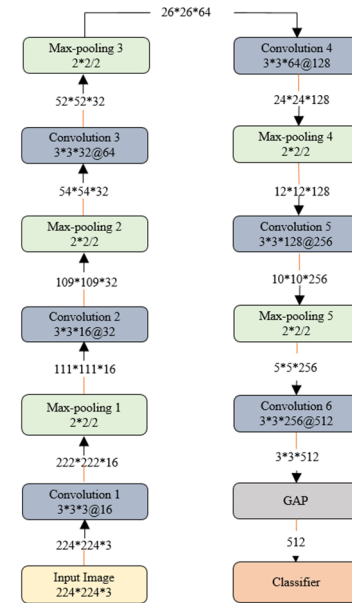 26*26*64
Max-pooling 3
2*2/2
52*52*32
Convolution 3
3*3*32@64
54*54*32
Max-pooling 2
2*2/2
109*109*32
Convolution 2
3*3*16@32
111*111*16
Max-pooling 1
2*2/2
222*222*16
Convolution 1
3*3*3@16
224*224*3
Input Image
224*224*3
Convolution 4
3*3*64@128
24*24*128
Max-pooling 4
2*2/2
12*12*128
Convolution 5
3*3*128@256
10*10*256
Max-pooling 5
2*2/2
5*5*256
Convolution 6
3*3*256@512
3*3*512
GAP
512
Classifier